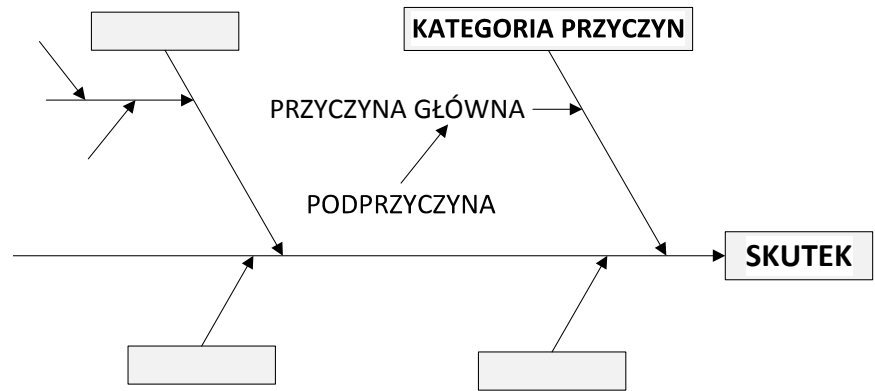 KATEGORIA PRZYCZYN
PRZYCZYNA GŁÓWNA
PODPRZYCZYNA
SKUTEK